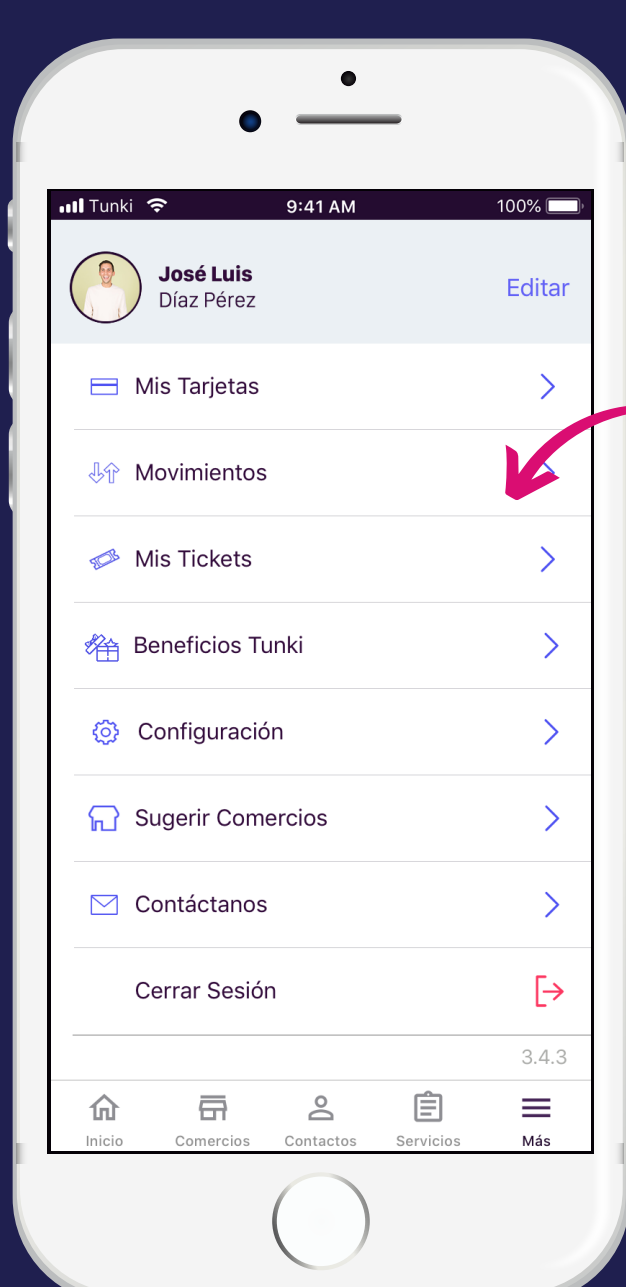 Tunki 9:41 AM 100%
José Luis
Díaz Pérez
Editar
Mis Tarjetas
Movimientos
Mis Tickets
Beneficios Tunki
Configuración
Sugerir Comercios
Contáctanos
Cerrar Sesión
3.4.3
Inicio Comercios Contactos Servicios Más